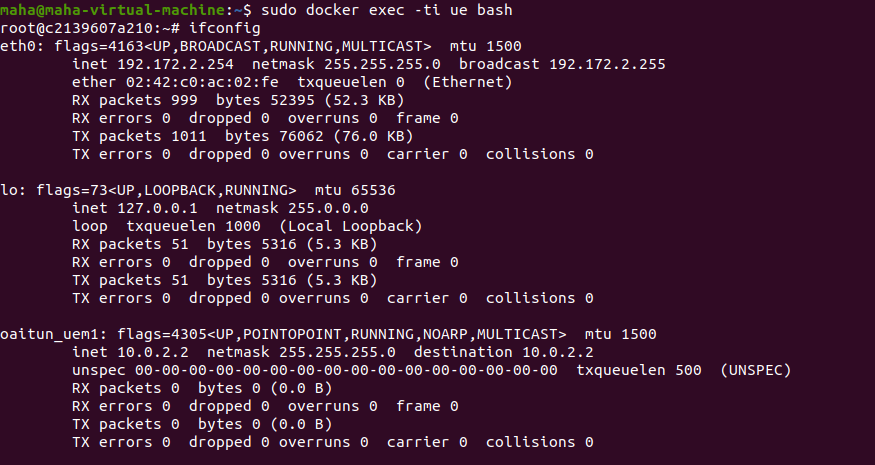 maha@maha-virtual-machine:~$ sudo docker exec -ti ue bash
root@c2139607a210:~# ifconfig
eth0: flags=4163<UP,BROADCAST,RUNNING,MULTICAST>  mtu 1500
        inet 192.172.2.254  netmask 255.255.255.0  broadcast 192.172.2.255
        ether 02:42:c0:ac:02:fe  txqueuelen 0  (Ethernet)
        RX packets 999  bytes 52395 (52.3 KB)
        RX errors 0  dropped 0  overruns 0  frame 0
        TX packets 1011  bytes 76062 (76.0 KB)
        TX errors 0  dropped 0 overruns 0  carrier 0  collisions 0
lo: flags=73<UP,LOOPBACK,RUNNING>  mtu 65536
        inet 127.0.0.1  netmask 255.0.0.0
        loop  txqueuelen 1000  (Local Loopback)
        RX packets 51  bytes 5316 (5.3 KB)
        RX errors 0  dropped 0  overruns 0  frame 0
        TX packets 51  bytes 5316 (5.3 KB)
        TX errors 0  dropped 0 overruns 0  carrier 0  collisions 0
oaitun_uem1: flags=4305<UP,POINTOPOINT,RUNNING,NOARP,MULTICAST>  mtu 1500
        inet 10.0.2.2  netmask 255.255.255.0  destination 10.0.2.2
        unspec 00-00-00-00-00-00-00-00-00-00-00-00-00-00-00-00  txqueuelen 500  (UNSPEC)
        RX packets 0  bytes 0 (0.0 B)
        RX errors 0  dropped 0  overruns 0  frame 0
        TX packets 0  bytes 0 (0.0 B)
        TX errors 0  dropped 0 overruns 0  carrier 0  collisions 0